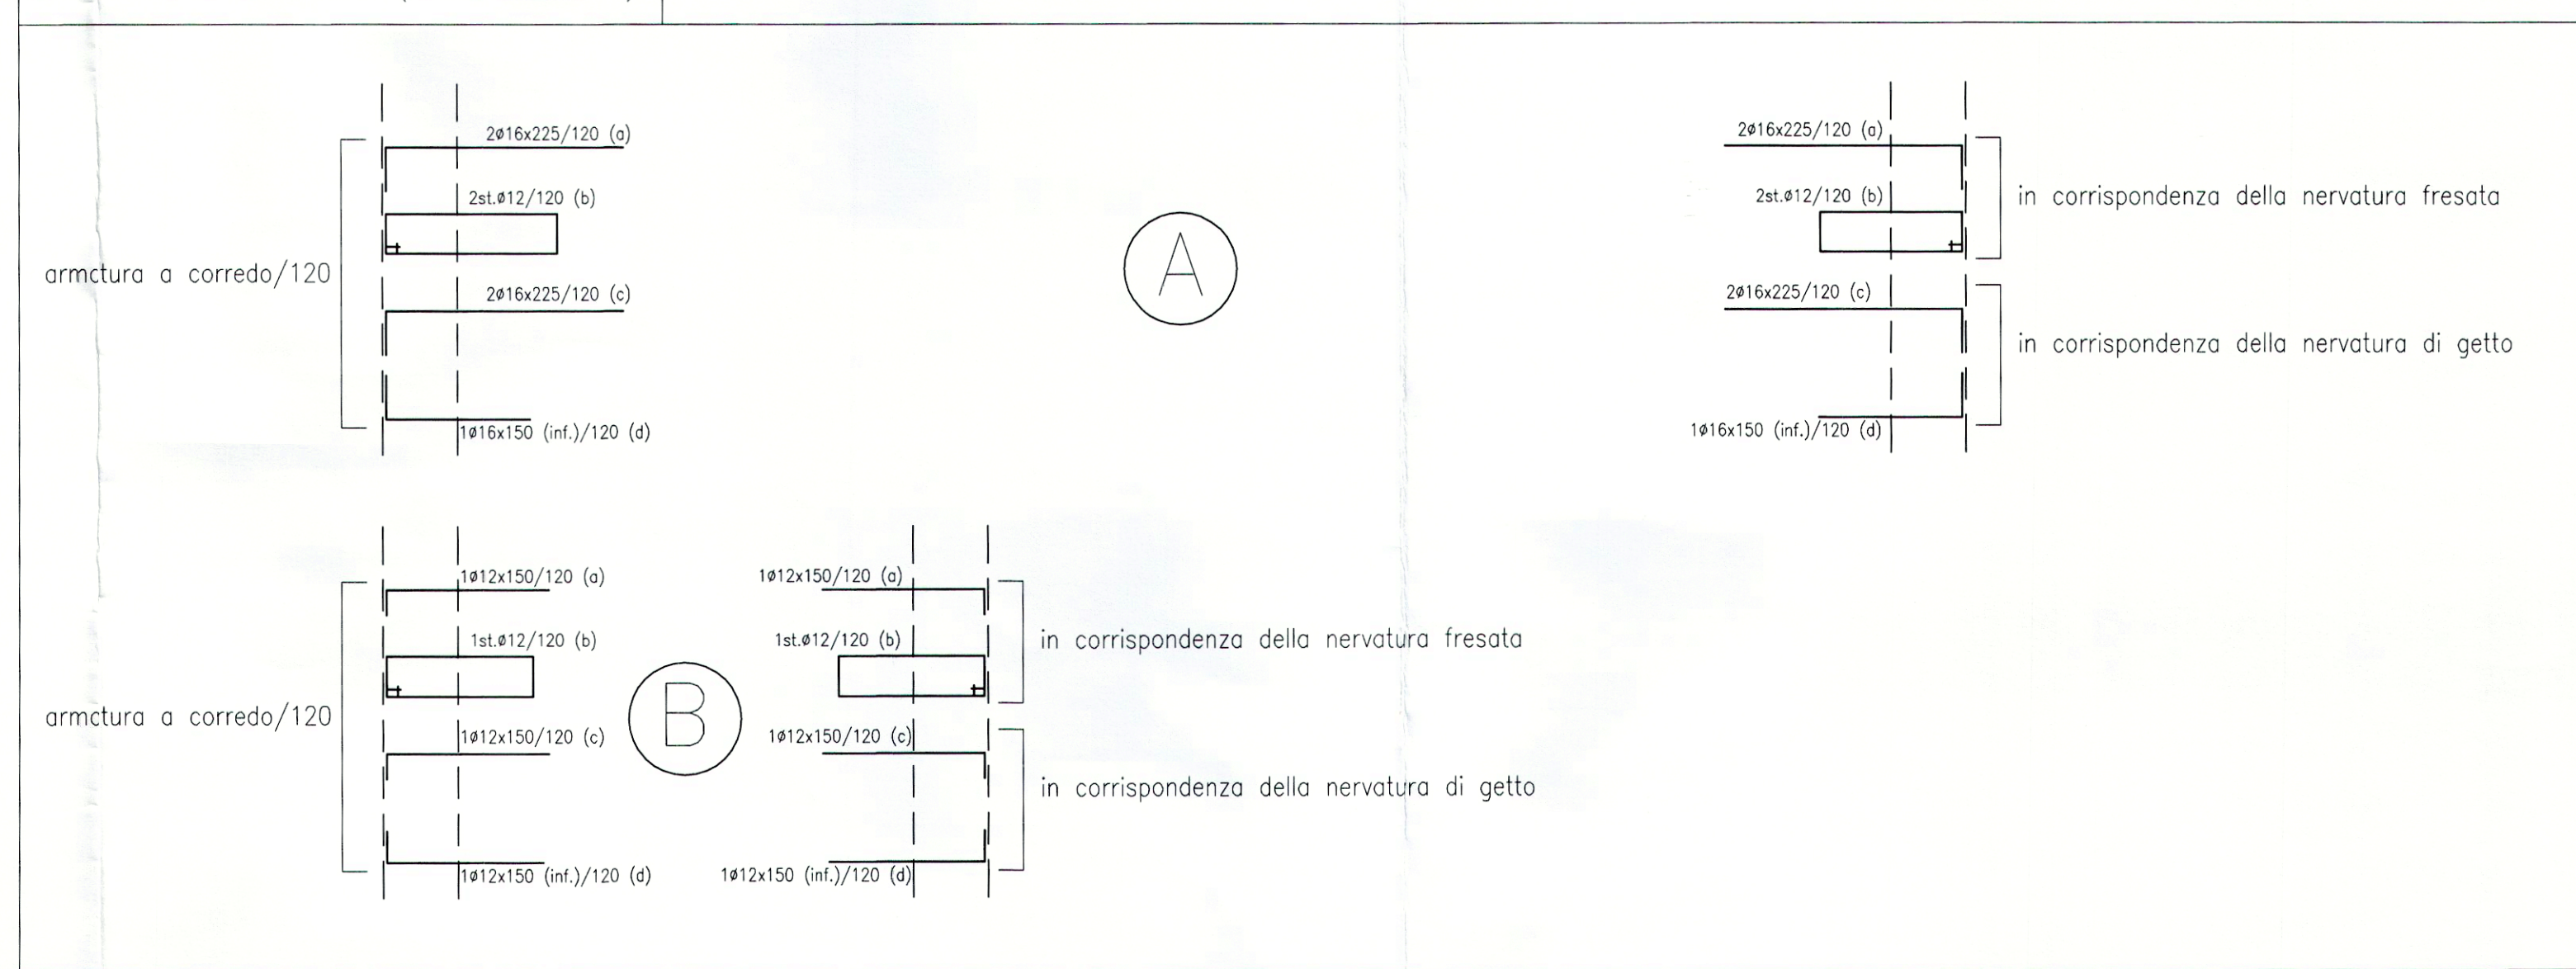 2ø16x225/120 (a)
2st.ø12/120 (b)
armctura a corredo/120
2ø16x225/120 (c)
1ø16x150 (inf.)/120 (d)
A
2ø16x225/120 (a)
2st.ø12/120 (b)
in corrispondenza della nervatura fresata
2ø16x225/120 (c)
in corrispondenza della nervatura di getto
1ø16x150 (inf.)/120 (d)
1ø12x150/120 (a)
1st.ø12/120 (b)
armctura a corredo/120
1ø12x150/120 (c)
1ø12x150 (inf.)/120 (d)
B
1ø12x150/120 (a)
1st.ø12/120 (b)
in corrispondenza della nervatura fresata
1ø12x150/120 (c)
in corrispondenza della nervatura di getto
1ø12x150 (inf.)/120 (d)